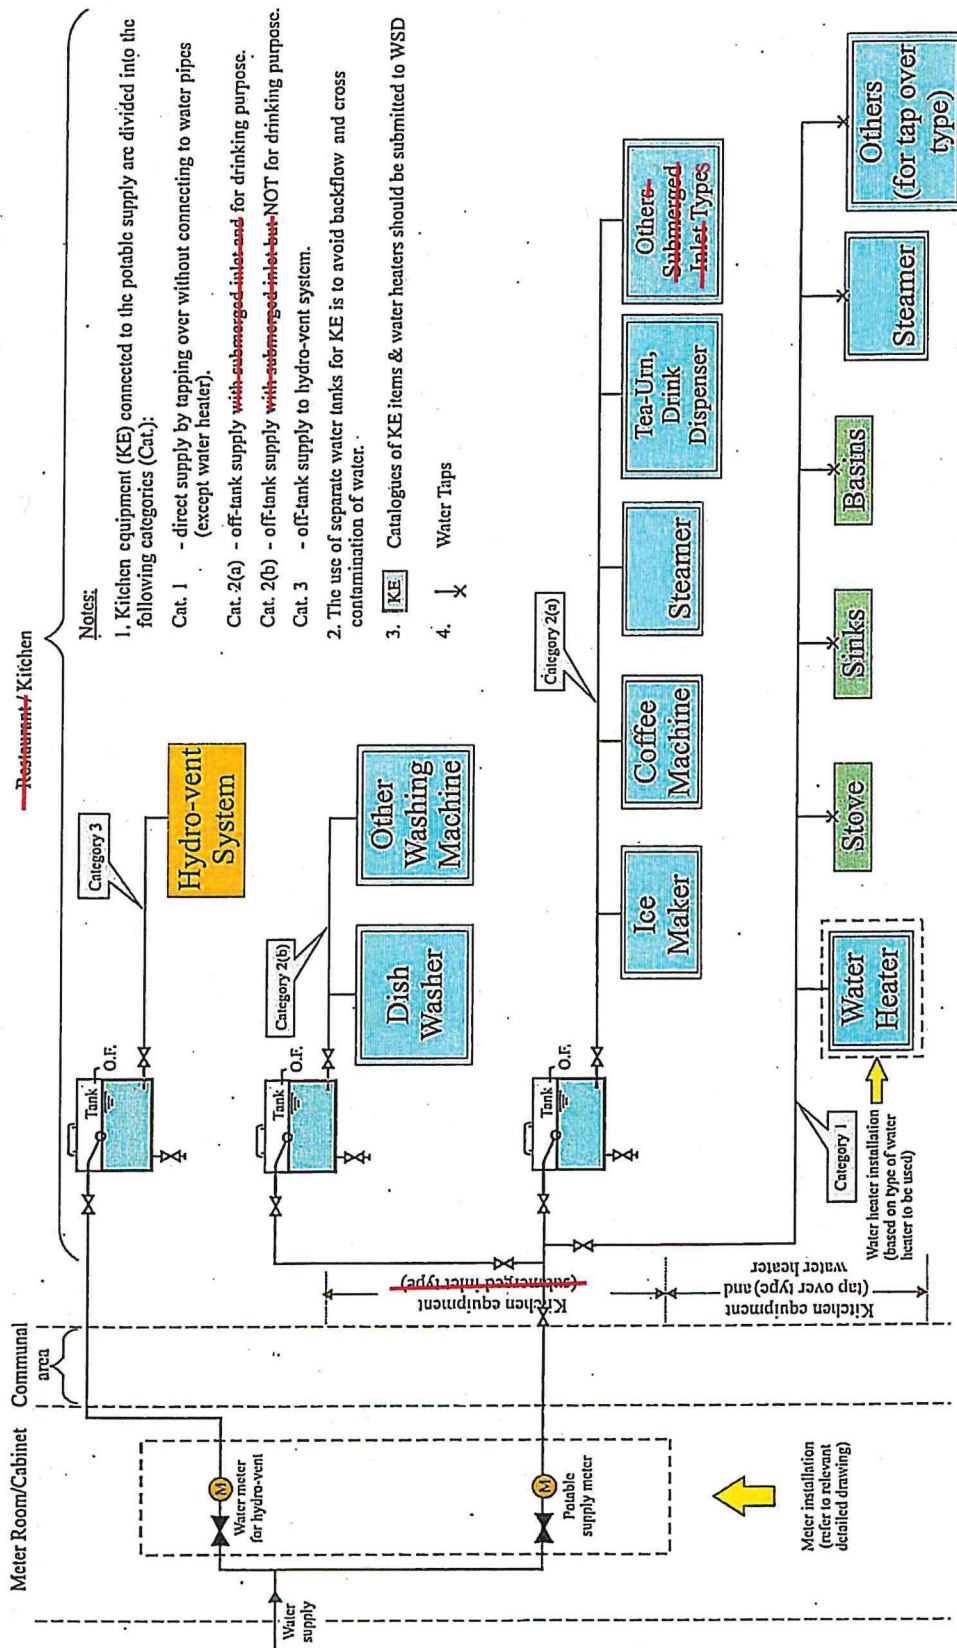 Restaurant / Kitchen
Meter Room/Cabinet
Communal
area
Notes:
1. Kitchen equipment (KE) connected to the potable supply are divided into the
following categories (Cat.):
Cat. 1 - direct supply by tapping over without connecting to water pipes
(except water heater).
Cat. 2(a) - off-tank supply with submerged inlet and for drinking purpose.
Cat. 2(b) - off-tank supply with submerged inlet but NOT for drinking purpose.
Cat. 3 - off-tank supply to hydro-vent system.
2. The use of separate water tanks for KE is to avoid backflow and cross
contamination of water.
3. KE Catalogues of KE items & water heaters should be submitted to WSD
4. Water Taps
Category 3
Hydro-vent
System
Tank
O.F.
Category 2(b)
Dish
Washer
Other
Washing
Machine
Tank
O.F.
Category 2(a)
Ice
Maker
Coffee
Machine
Steamer
Tea-Urn,
Drink
Dispenser
Others
Submerged
Inlet Types
Tank
O.F.
Category 1
Water
Heater
Stove
Sinks
Basins
Steamer
Others
(for tap over
type)
Water heater installation
(based on type of water
heater to be used)
Kitchen equipment
(submerged inlet type)
Kitchen equipment
(tap over type) and
water heater
Water
supply
M
Water meter
for hydro-vent
M
Potable
supply meter
Meter installation
(refer to relevant
detailed drawing)